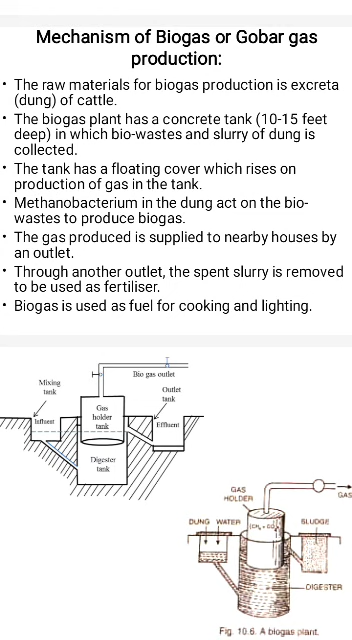 Mechanism of Biogas or Gobar gas
production:
• The raw materials for biogas production is excreta
(dung) of cattle.
• The biogas plant has a concrete tank (10-15 feet
deep) in which bio-wastes and slurry of dung is
collected.
• The tank has a floating cover which rises on
production of gas in the tank.
• Methanobacterium in the dung act on the bio-
wastes to produce biogas.
• The gas produced is supplied to nearby houses by
an outlet.
• Through another outlet, the spent slurry is removed
to be used as fertiliser.
• Biogas is used as fuel for cooking and lighting.
Bio gas outlet
Mixing
tank
Outlet
tank
Gas
holder
tank
Influent
Effluent
Digester
tank
GAS
HOLDER
GAS
DUNG WATER
(CH₄ + CO₂)
SLUDGE
DIGESTER
Fig. 10.6. A biogas plant.